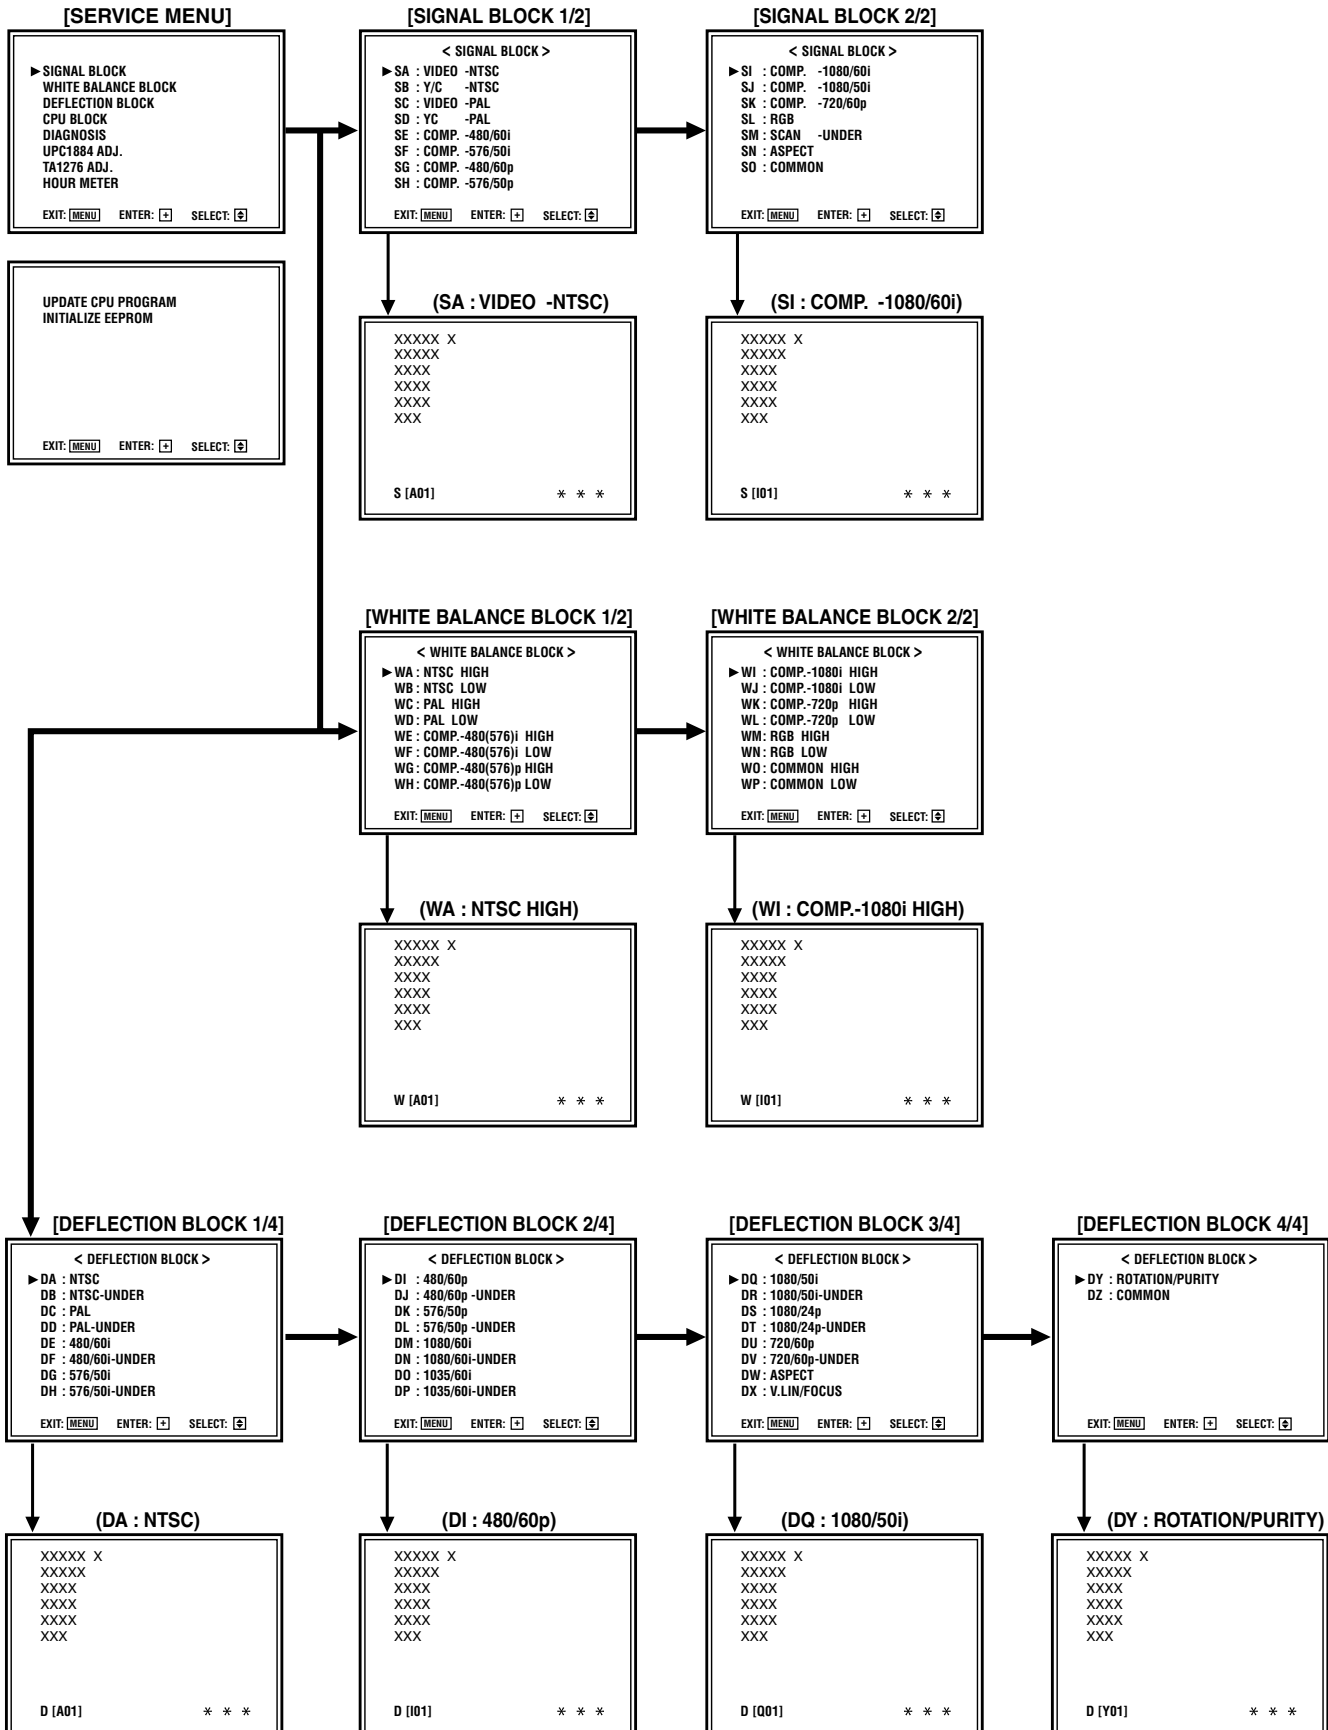 [SERVICE MENU]
SIGNAL BLOCK
WHITE BALANCE BLOCK
DEFLECTION BLOCK
CPU BLOCK
DIAGNOSIS
UPC1884 ADJ.
TA1276 ADJ.
HOUR METER
EXIT: MENU ENTER: + SELECT:
UPDATE CPU PROGRAM
INITIALIZE EEPROM
EXIT: MENU ENTER: + SELECT:
[SIGNAL BLOCK 1/2]
< SIGNAL BLOCK >
SA : VIDEO -NTSC
SB : Y/C -NTSC
SC : VIDEO -PAL
SD : YC -PAL
SE : COMP. -480/60i
SF : COMP. -576/50i
SG : COMP. -480/60p
SH : COMP. -576/50p
EXIT: MENU ENTER: + SELECT:
[SIGNAL BLOCK 2/2]
< SIGNAL BLOCK >
SI : COMP. -1080/60i
SJ : COMP. -1080/50i
SK : COMP. -720/60p
SL : RGB
SM : SCAN -UNDER
SN : ASPECT
SO : COMMON
EXIT: MENU ENTER: + SELECT:
(SA : VIDEO -NTSC)
XXXXX X
XXXXX
XXXX
XXXX
XXXX
XXX
S [A01] * * *
(SI : COMP. -1080/60i)
XXXXX X
XXXXX
XXXX
XXXX
XXXX
XXX
S [I01] * * *
[WHITE BALANCE BLOCK 1/2]
< WHITE BALANCE BLOCK >
WA : NTSC HIGH
WB : NTSC LOW
WC : PAL HIGH
WD : PAL LOW
WE : COMP.-480(576)i HIGH
WF : COMP.-480(576)i LOW
WG : COMP.-480(576)p HIGH
WH : COMP.-480(576)p LOW
EXIT: MENU ENTER: + SELECT:
[WHITE BALANCE BLOCK 2/2]
< WHITE BALANCE BLOCK >
WI : COMP.-1080i HIGH
WJ : COMP.-1080i LOW
WK : COMP.-720p HIGH
WL : COMP.-720p LOW
WM : RGB HIGH
WN : RGB LOW
WO : COMMON HIGH
WP : COMMON LOW
EXIT: MENU ENTER: + SELECT:
(WA : NTSC HIGH)
XXXXX X
XXXXX
XXXX
XXXX
XXXX
XXX
W [A01] * * *
(WI : COMP.-1080i HIGH)
XXXXX X
XXXXX
XXXX
XXXX
XXXX
XXX
W [I01] * * *
[DEFLECTION BLOCK 1/4]
< DEFLECTION BLOCK >
DA : NTSC
DB : NTSC-UNDER
DC : PAL
DD : PAL-UNDER
DE : 480/60i
DF : 480/60i-UNDER
DG : 576/50i
DH : 576/50i-UNDER
EXIT: MENU ENTER: + SELECT:
[DEFLECTION BLOCK 2/4]
< DEFLECTION BLOCK >
DI : 480/60p
DJ : 480/60p -UNDER
DK : 576/50p
DL : 576/50p -UNDER
DM : 1080/60i
DN : 1080/60i-UNDER
DO : 1035/60i
DP : 1035/60i-UNDER
EXIT: MENU ENTER: + SELECT:
[DEFLECTION BLOCK 3/4]
< DEFLECTION BLOCK >
DQ : 1080/50i
DR : 1080/50i-UNDER
DS : 1080/24p
DT : 1080/24p-UNDER
DU : 720/60p
DV : 720/60p-UNDER
DW : ASPECT
DX : V.LIN/FOCUS
EXIT: MENU ENTER: + SELECT:
[DEFLECTION BLOCK 4/4]
< DEFLECTION BLOCK >
DY : ROTATION/PURITY
DZ : COMMON
EXIT: MENU ENTER: + SELECT:
(DA : NTSC)
XXXXX X
XXXXX
XXXX
XXXX
XXXX
XXX
D [A01] * * *
(DI : 480/60p)
XXXXX X
XXXXX
XXXX
XXXX
XXXX
XXX
D [I01] * * *
(DQ : 1080/50i)
XXXXX X
XXXXX
XXXX
XXXX
XXXX
XXX
D [Q01] * * *
(DY : ROTATION/PURITY)
XXXXX X
XXXXX
XXXX
XXXX
XXXX
XXX
D [Y01] * * *